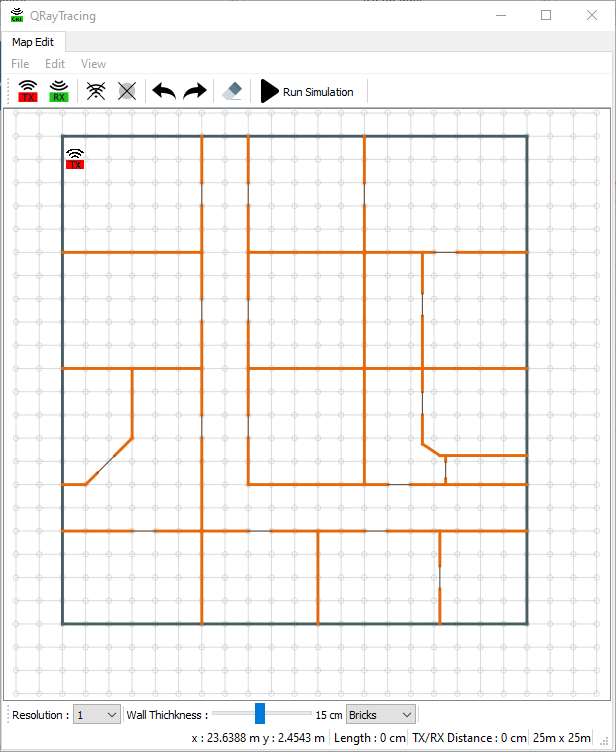 QRayTracing
Map Edit
File Edit View
TX RX Run Simulation
TX
Resolution : 1 Wall Thichkness : 15 cm Bricks
x : 23.6388 m y : 2.4543 m Length : 0 cm TX/RX Distance : 0 cm 25m x 25m